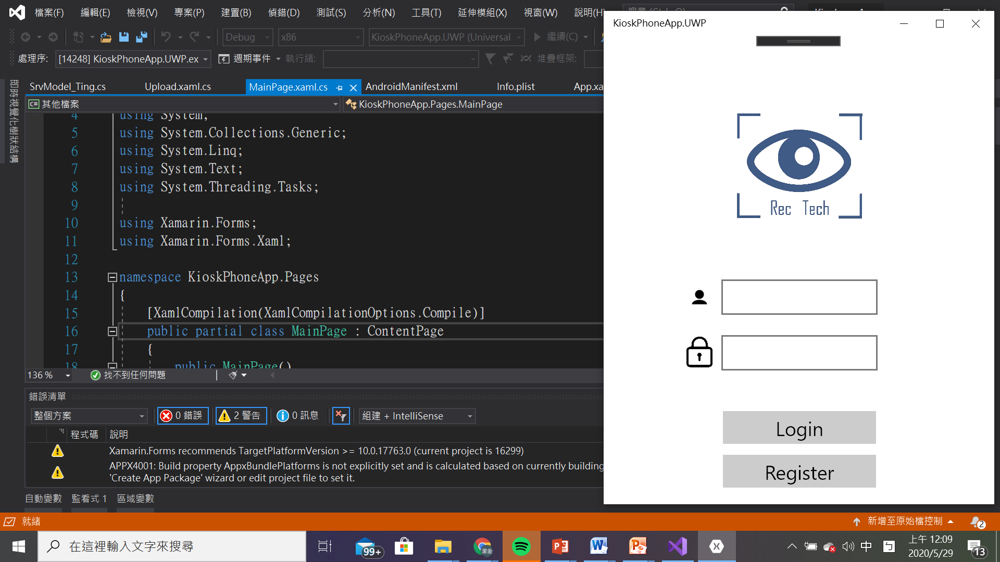 檔案(F) 編輯(E) 檢視(V) 專案(P) 建置(B) 偵錯(D) 測試(S) 分析(N) 工具(T) 延伸模組(X) 視窗(W) 說明(H)
Debug x86 KioskPhoneApp.UWP (Universal 繼續(C)
處理序: [14248] KioskPhoneApp.UWP.ex 週期事件 執行緒: 堆疊框架:
即時視覺化樹狀結構
SrvModel_Ting.cs Upload.xaml.cs MainPage.xaml.cs AndroidManifest.xml Info.plist App.xa
C# 其他檔案 KioskPhoneApp.Pages.MainPage
4 using System;
5 using System.Collections.Generic;
6 using System.Linq;
7 using System.Text;
8 using System.Threading.Tasks;
9
10 using Xamarin.Forms;
11 using Xamarin.Forms.Xaml;
12
13 namespace KioskPhoneApp.Pages
14 {
15 [XamlCompilation(XamlCompilationOptions.Compile)]
16 public partial class MainPage : ContentPage
17 {
18 public MainPage()
136 % 找不到任何問題
錯誤清單
整個方案 0 錯誤 2 警告 0 訊息 組建 + IntelliSense
程式碼 說明
Xamarin.Forms recommends TargetPlatformVersion >= 10.0.17763.0 (current project is 16299)
APPX4001: Build property AppxBundlePlatforms is not explicitly set and is calculated based on currently building
'Create App Package' wizard or edit project file to set it.
自動變數 監看式 1 區域變數
就緒 新增至原始檔控制 2
KioskPhoneApp.UWP
Rec Tech
Login
Register
在這裡輸入文字來搜尋 99+ 中 ㄅ 上午 12:09
2020/5/29 13